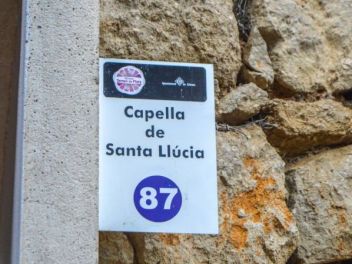 Capella
de
Santa Llúcia
87